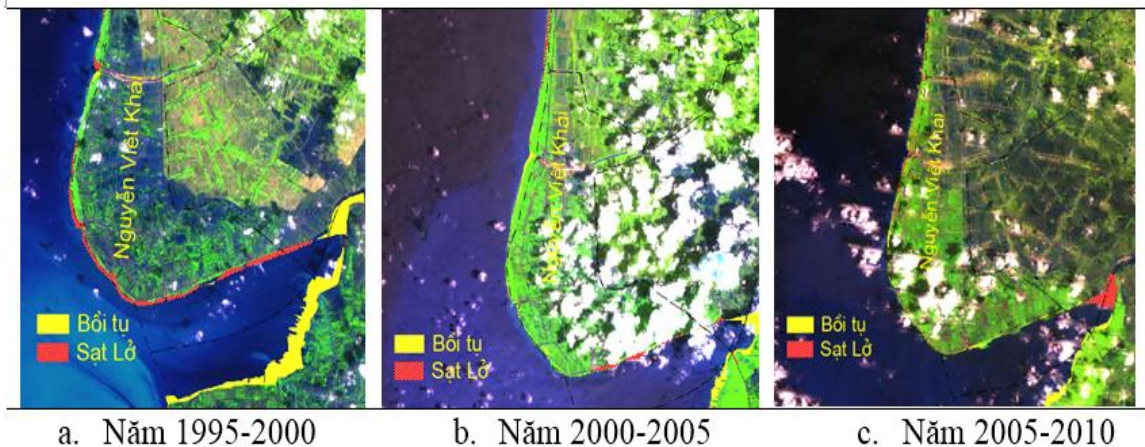 Nguyễn Việt Khái
Bồi tụ
Sạt Lở
Nguyễn Việt Khái
Bồi tụ
Sạt Lở
Nguyễn Việt Khái
Bồi tụ
Sạt Lở
a. Năm 1995-2000
b. Năm 2000-2005
c. Năm 2005-2010